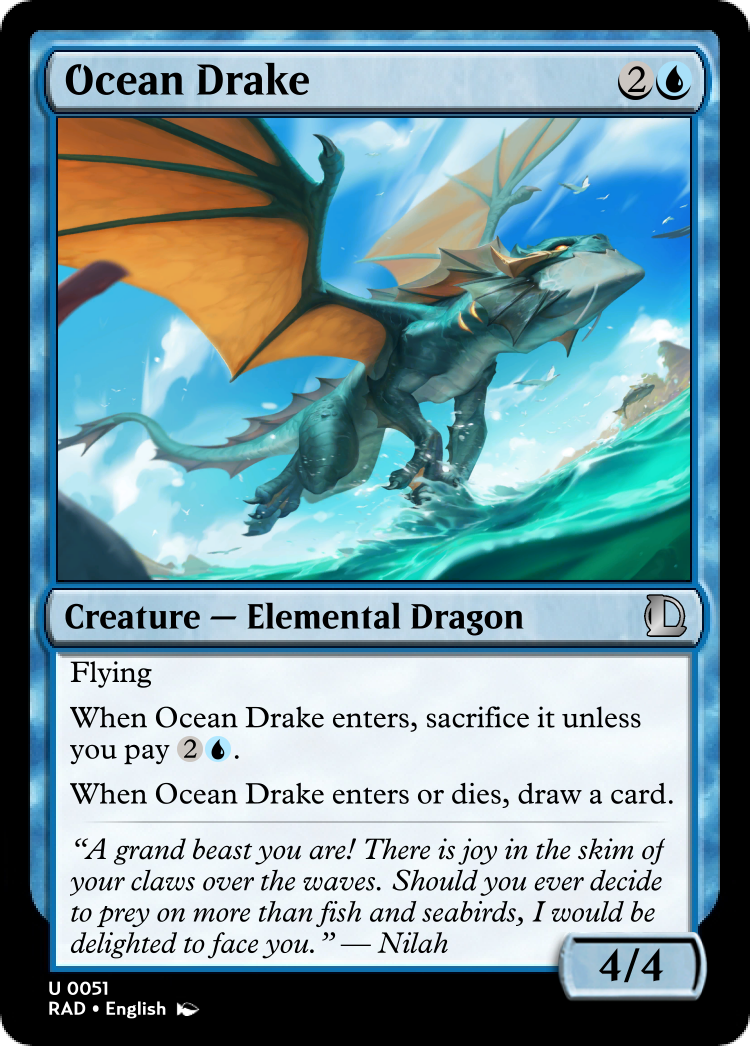 Ocean Drake 2
Creature — Elemental Dragon
Flying
When Ocean Drake enters, sacrifice it unless
you pay 2 .
When Ocean Drake enters or dies, draw a card.
“A grand beast you are! There is joy in the skim of
your claws over the waves. Should you ever decide
to prey on more than fish and seabirds, I would be
delighted to face you.” — Nilah
4/4
U 0051
RAD • English